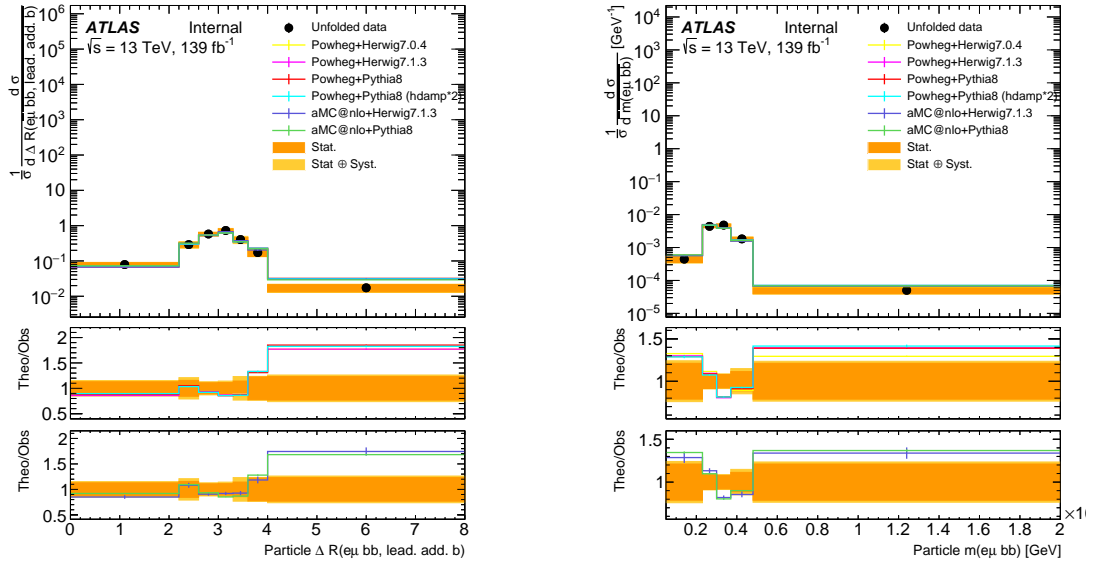 ATLAS Internal
√s = 13 TeV, 139 fb⁻¹
Unfolded data
Powheg+Herwig7.0.4
Powheg+Herwig7.1.3
Powheg+Pythia8
Powheg+Pythia8 (hdamp*2)
aMC@nlo+Herwig7.1.3
aMC@nlo+Pythia8
Stat.
Stat ⊕ Syst.
1/σ d σ / d Δ R(eμ bb, lead. add. b)
10⁶
10⁵
10⁴
10³
10²
10
1
10⁻¹
10⁻²
Theo/Obs
2
1.5
1
0.5
Theo/Obs
2
1.5
1
0.5
0 1 2 3 4 5 6 7 8
Particle Δ R(eμ bb, lead. add. b)
ATLAS Internal
√s = 13 TeV, 139 fb⁻¹
Unfolded data
Powheg+Herwig7.0.4
Powheg+Herwig7.1.3
Powheg+Pythia8
Powheg+Pythia8 (hdamp*2)
aMC@nlo+Herwig7.1.3
aMC@nlo+Pythia8
Stat.
Stat ⊕ Syst.
1/σ d σ / d m(eμ bb) [GeV⁻¹]
10⁴
10³
10²
10
1
10⁻¹
10⁻²
10⁻³
10⁻⁴
10⁻⁵
Theo/Obs
1.5
1
Theo/Obs
1.5
1
0.2 0.4 0.6 0.8 1 1.2 1.4 1.6 1.8 2
Particle m(eμ bb) [GeV]